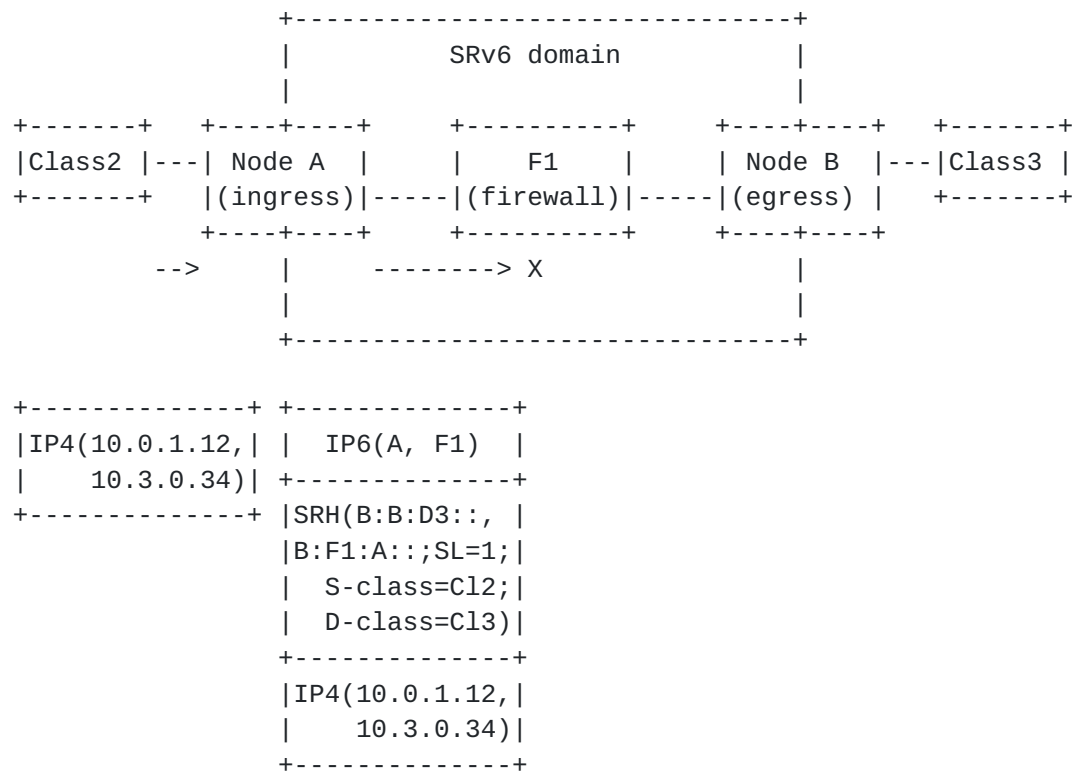 SRv6 domain
Class2 Node A F1 Node B Class3
(ingress) (firewall) (egress)
--> --------> X
IP4(10.0.1.12, IP6(A, F1)
10.3.0.34)
SRH(B:B:D3::,
B:F1:A::;SL=1;
S-class=Cl2;
D-class=Cl3)
IP4(10.0.1.12,
10.3.0.34)